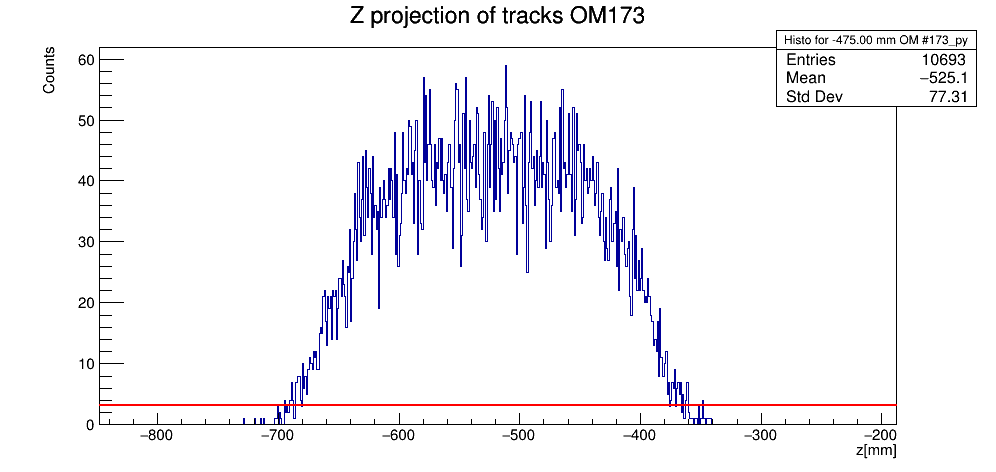 Z projection of tracks OM173
Histo for -475.00 mm OM #173_py
Entries 10693
Mean −525.1
Std Dev 77.31
Counts
60
50
40
30
20
10
0
−800 −700 −600 −500 −400 −300 −200
z[mm]